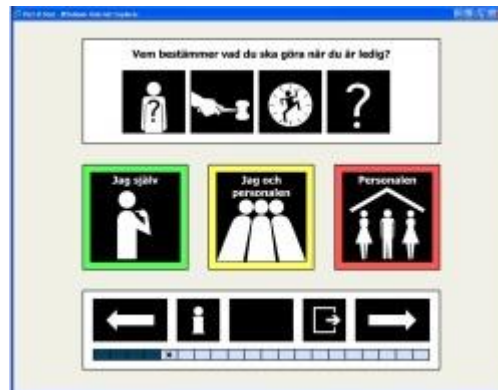 Vem bestämmer vad du ska göra när du är ledig?
?
?
Jag själv
Jag och
personalen
Personalen
i